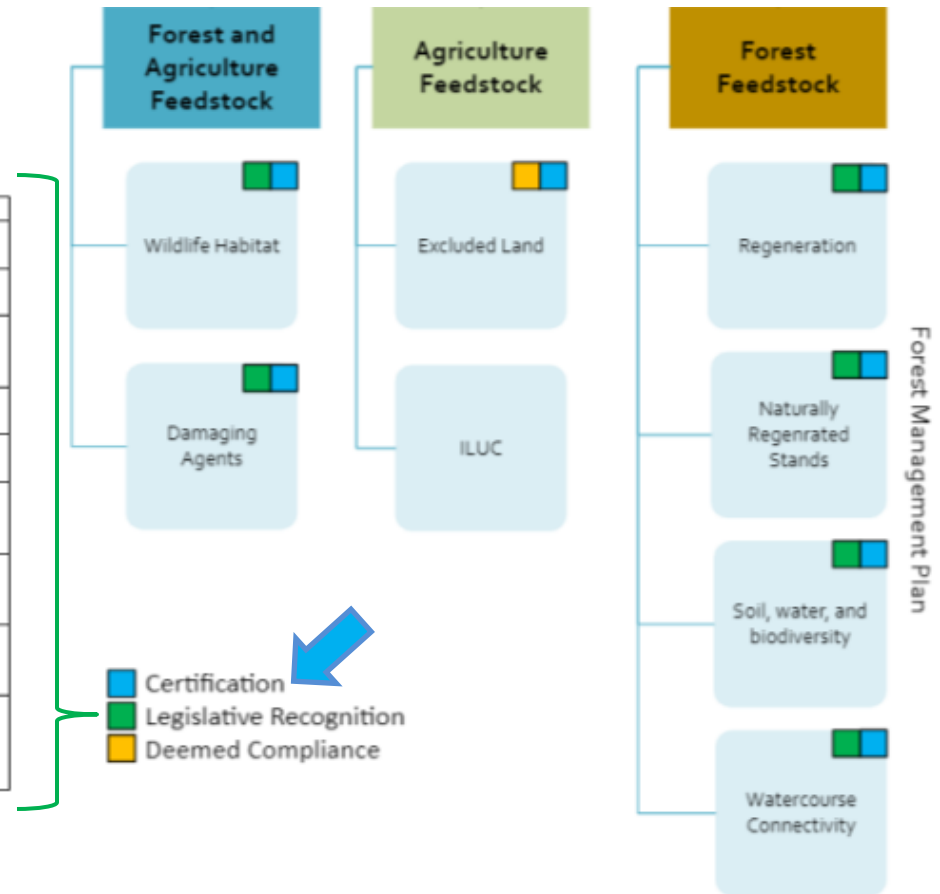 Forest and
Agriculture
Feedstock
Agriculture
Feedstock
Forest
Feedstock
Wildlife Habitat
Excluded Land
Regeneration
Damaging
Agents
ILUC
Naturally
Regenrated
Stands
Soil, water, and
biodiversity
Watercourse
Connectivity
Forest Management Plan
Certification
Legislative Recognition
Deemed Compliance